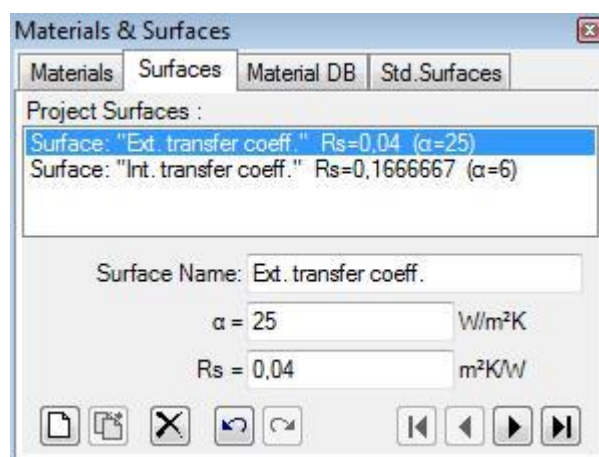 Materials & Surfaces
Materials Surfaces Material DB Std.Surfaces
Project Surfaces :
Surface: "Ext. transfer coeff." Rs=0,04 (α=25)
Surface: "Int. transfer coeff." Rs=0,1666667 (α=6)
Surface Name: Ext. transfer coeff.
α = 25 W/m²K
Rs = 0,04 m²K/W